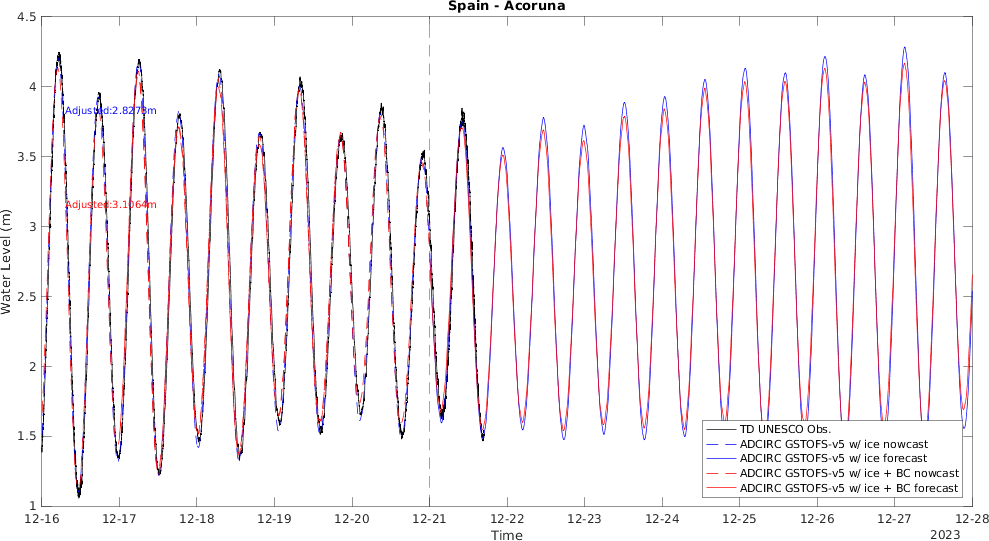 Spain - Acoruna
4.5
4
3.5
3
2.5
2
1.5
1
Water Level (m)
Adjusted:2.8273m
Adjusted:3.1064m
TD UNESCO Obs.
ADCIRC GSTOFS-v5 w/ ice nowcast
ADCIRC GSTOFS-v5 w/ ice forecast
ADCIRC GSTOFS-v5 w/ ice + BC nowcast
ADCIRC GSTOFS-v5 w/ ice + BC forecast
12-16 12-17 12-18 12-19 12-20 12-21 12-22 12-23 12-24 12-25 12-26 12-27 12-28
Time
2023